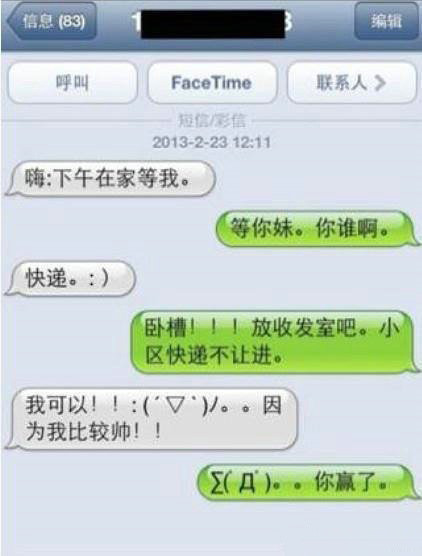 信息 (83)
编辑
呼叫
FaceTime
联系人
短信/彩信
2013-2-23 12:11
嗨:下午在家等我。
等你妹。你谁啊。
快递。: )
卧槽！！！放收发室吧。小
区快递不让进。
我可以！！:(´▽`)ﾉ。。因
为我比较帅！！
∑(ﾟДﾟ)。。你赢了。